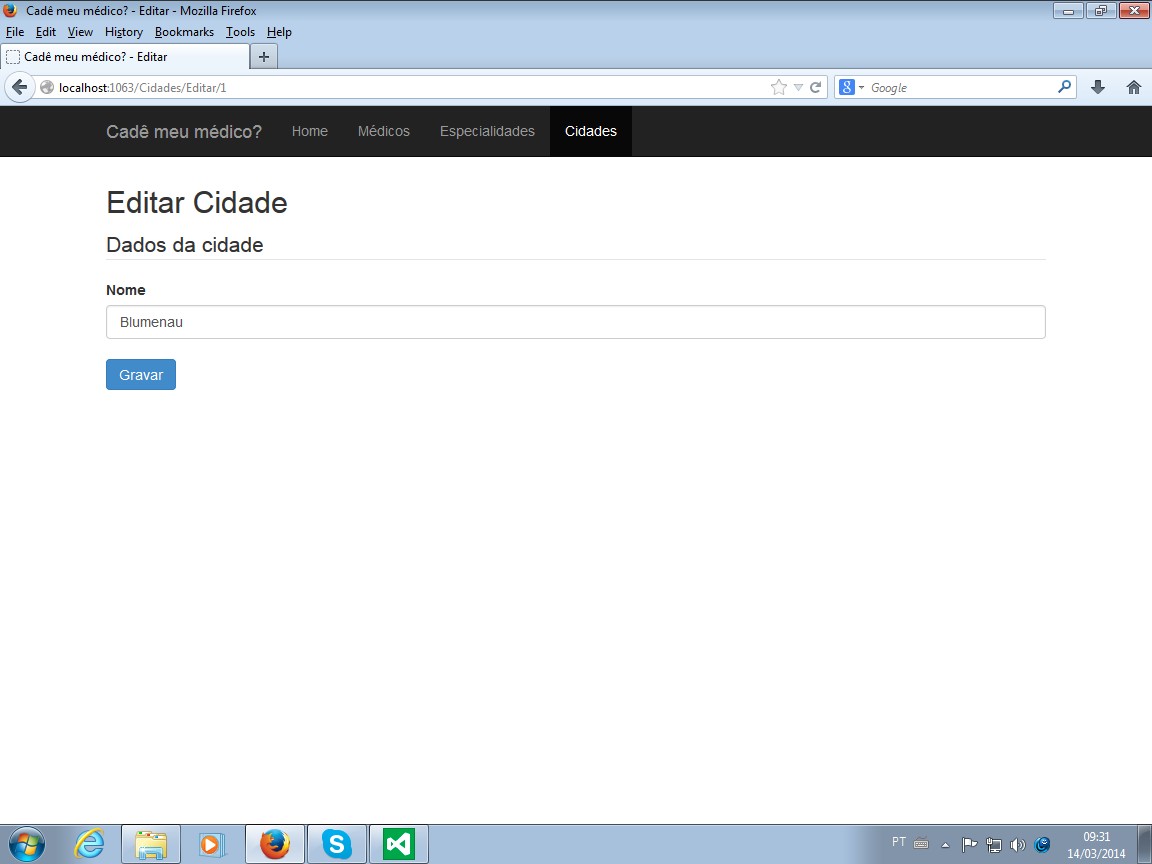 Cadê meu médico? - Editar - Mozilla Firefox
File Edit View History Bookmarks Tools Help
Cadê meu médico? - Editar
localhost:1063/Cidades/Editar/1 Google
Cadê meu médico? Home Médicos Especialidades Cidades
Editar Cidade
Dados da cidade
Nome
Blumenau
Gravar
PT 09:31
14/03/2014